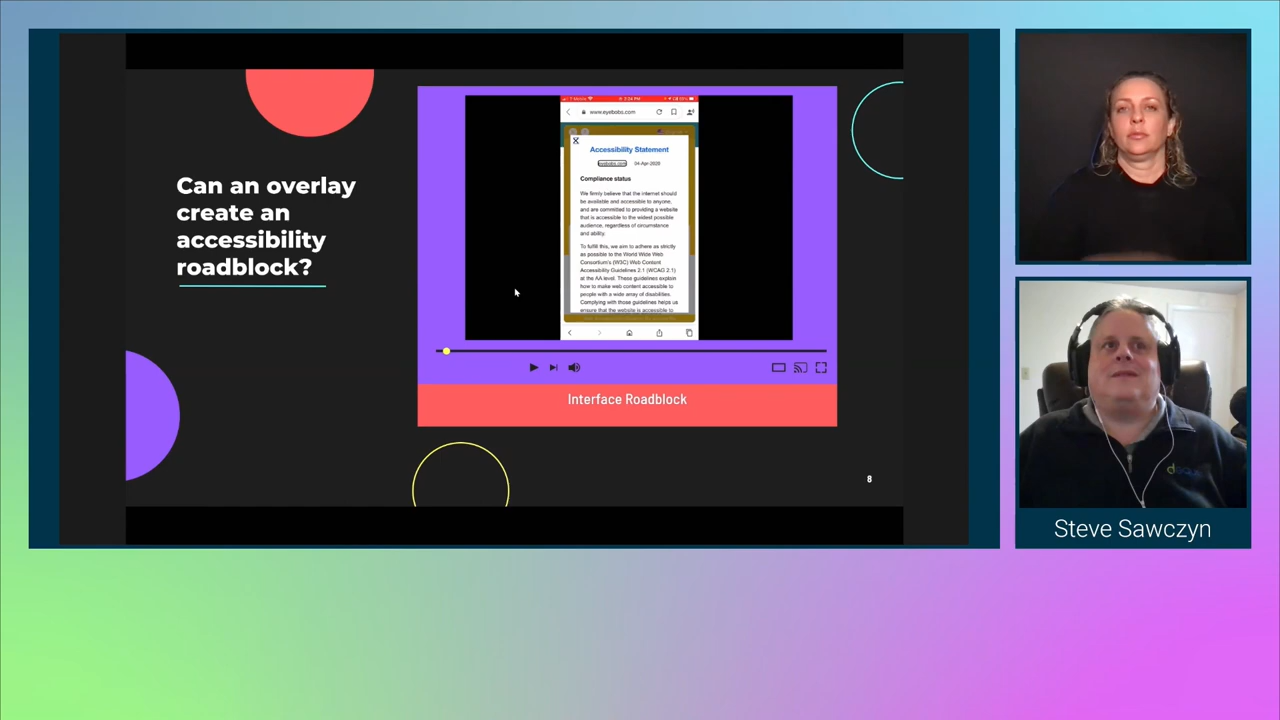 Can an overlay
create an
accessibility
roadblock?
3:24 PM
www.eyebobs.com
X
Accessibility Statement
eyebobs.com 04-Apr-2020
Compliance status
We firmly believe that the internet should
be available and accessible to anyone,
and are committed to providing a website
that is accessible to the widest possible
audience, regardless of circumstance
and ability.
To fulfill this, we aim to adhere as strictly
as possible to the World Wide Web
Consortium's (W3C) Web Content
Accessibility Guidelines 2.1 (WCAG 2.1)
at the AA level. These guidelines explain
how to make web content accessible to
people with a wide array of disabilities.
Complying with those guidelines helps us
ensure that the website is accessible to
Interface Roadblock
8
Steve Sawczyn